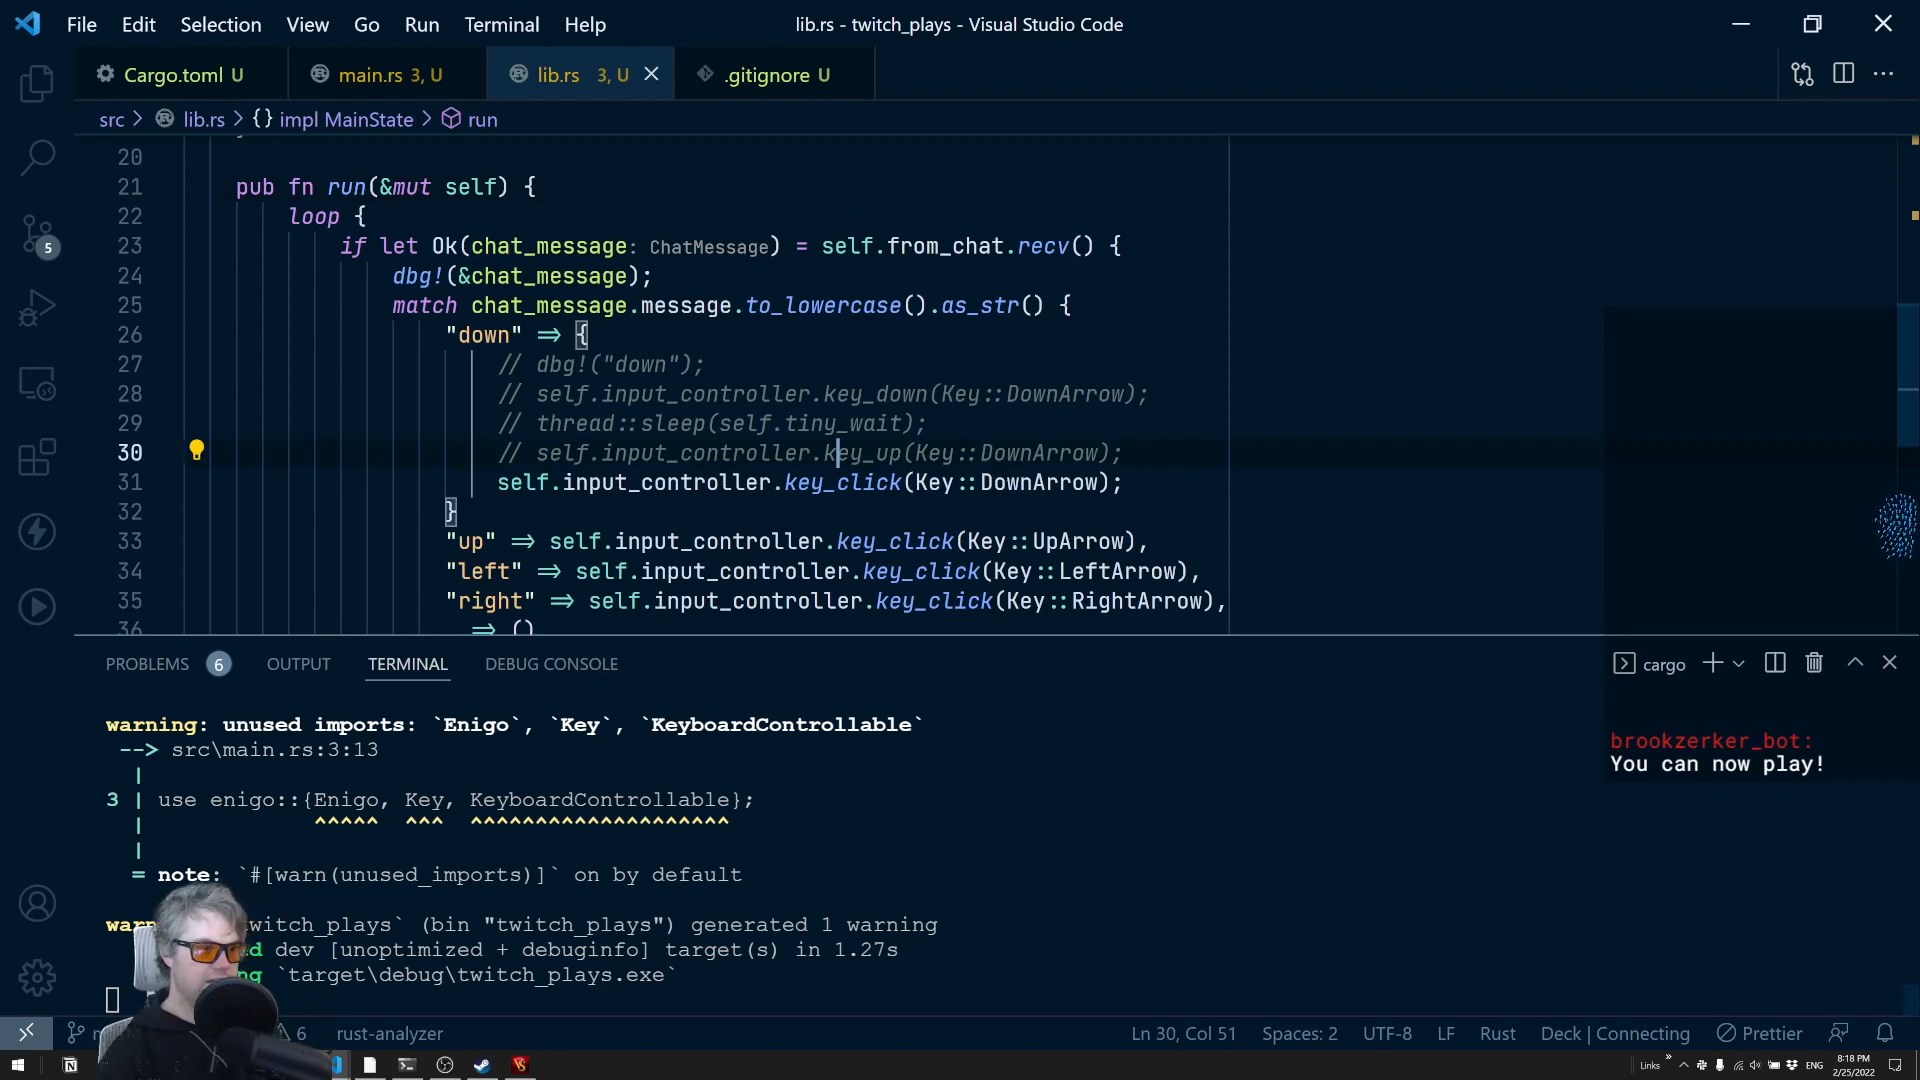 File Edit Selection View Go Run Terminal Help
lib.rs - twitch_plays - Visual Studio Code
Cargo.toml U
main.rs 3, U
lib.rs 3, U
.gitignore U
src > lib.rs > {} impl MainState > run
20
21 pub fn run(&mut self) {
22 loop {
23 if let Ok(chat_message: ChatMessage) = self.from_chat.recv() {
24 dbg!(&chat_message);
25 match chat_message.message.to_lowercase().as_str() {
26 "down" => {
27 // dbg!("down");
28 // self.input_controller.key_down(Key::DownArrow);
29 // thread::sleep(self.tiny_wait);
30 // self.input_controller.key_up(Key::DownArrow);
31 self.input_controller.key_click(Key::DownArrow);
32 }
33 "up" => self.input_controller.key_click(Key::UpArrow),
34 "left" => self.input_controller.key_click(Key::LeftArrow),
35 "right" => self.input_controller.key_click(Key::RightArrow),
36 _ => ()
5
PROBLEMS 6 OUTPUT TERMINAL DEBUG CONSOLE
cargo
warning: unused imports: `Enigo`, `Key`, `KeyboardControllable`
--> src\main.rs:3:13
|
3 | use enigo::{Enigo, Key, KeyboardControllable};
| ^^^^^ ^^^ ^^^^^^^^^^^^^^^^^^^^
|
= note: `#[warn(unused_imports)]` on by default
brookzerker_bot:
You can now play!
warn twitch_plays` (bin "twitch_plays") generated 1 warning
d dev [unoptimized + debuginfo] target(s) in 1.27s
ng `target\debug\twitch_plays.exe`
6 rust-analyzer
Ln 30, Col 51 Spaces: 2 UTF-8 LF Rust Deck | Connecting Prettier
Links » ENG
8:18 PM
2/25/2022